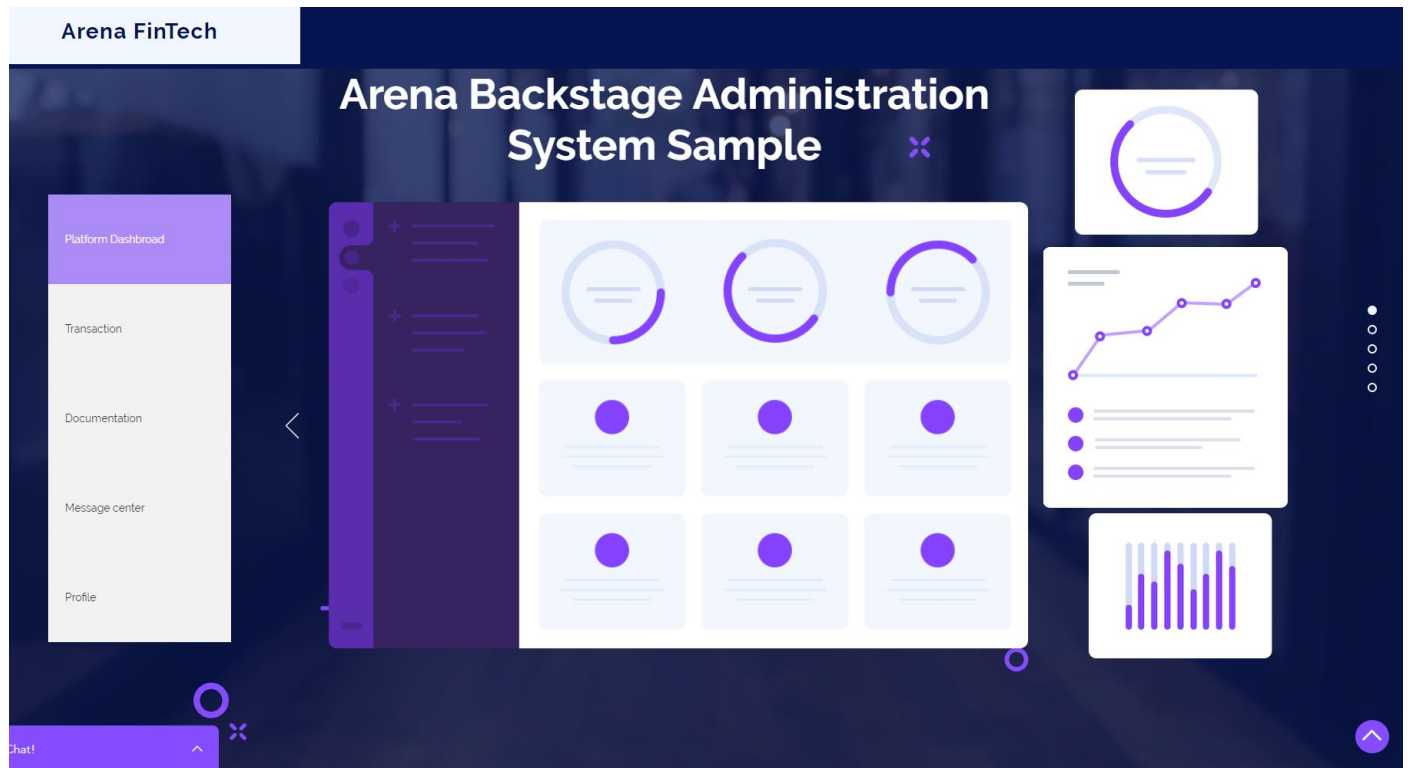 Arena FinTech
Arena Backstage Administration
System Sample
Platform Dashbroad
Transaction
Documentation
Message center
Profile
Chat!